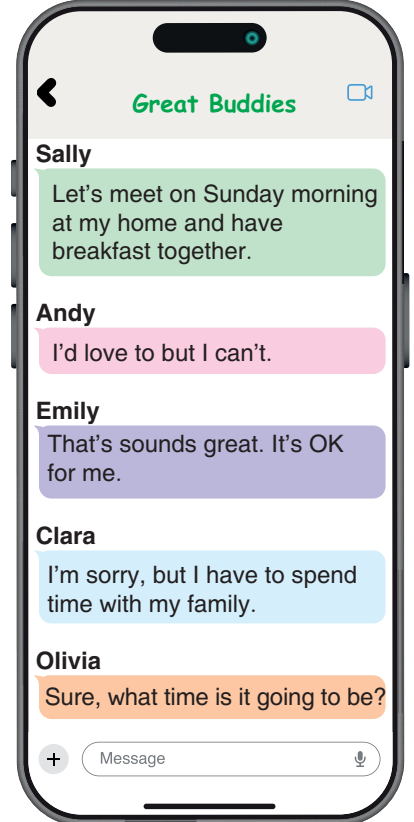 Great Buddies
Sally
Let's meet on Sunday morning
at my home and have
breakfast together.
Andy
I'd love to but I can't.
Emily
That's sounds great. It's OK
for me.
Clara
I'm sorry, but I have to spend
time with my family.
Olivia
Sure, what time is it going to be?
+ Message